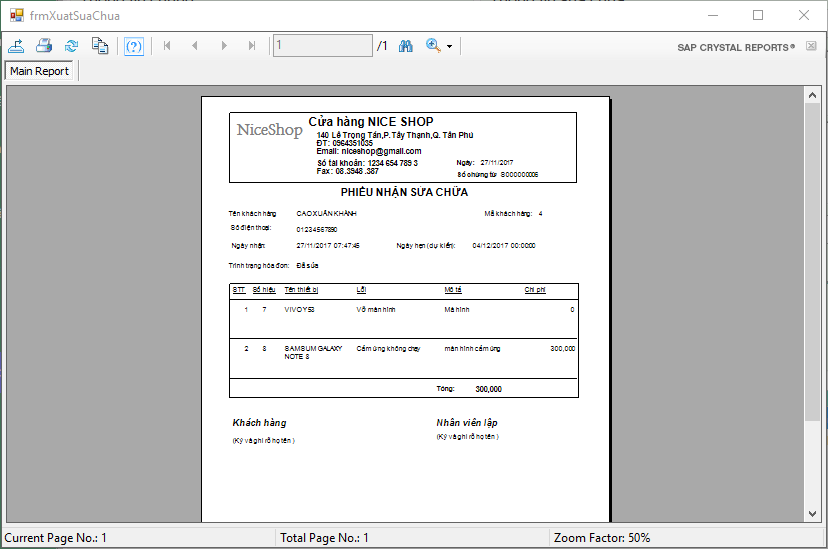 frmXuatSuaChua
1 /1 SAP CRYSTAL REPORTS®
Main Report
NiceShop
Cửa hàng NICE SHOP
140 Lê Trọng Tấn,P.Tây Thạnh,Q. Tân Phú
ĐT: 0964351035
Email: niceshop@gmail.com
Số tài khoản: 1234 654 789 3
Fax: 08.3948 .387
Ngày: 27/11/2017
Số chứng từ: S000000006
PHIẾU NHẬN SỬA CHỮA
Tên khách hàng CAO XUÂN KHÁNH Mã khách hàng: 4
Số điện thoại: 01234567890
Ngày nhận: 27/11/2017 07:47:45 Ngày hẹn (dự kiến): 04/12/2017 00:00:00
Trình trạng hóa đơn: Đã sửa
STT Số hiệu Tên thiết bị Lỗi Mô tả Chi phí
1 7 VIVO Y53 Vỡ màn hình Mà hình 0
2 8 SAMSUM GALAXY NOTE 8 Cảm ứng không chạy màn hình cảm ứng 300,000
Tổng: 300,000
Khách hàng Nhân viên lập
(Ký và ghi rõ họ tên ) (Ký và ghi rõ họ tên )
Current Page No.: 1 Total Page No.: 1 Zoom Factor: 50%